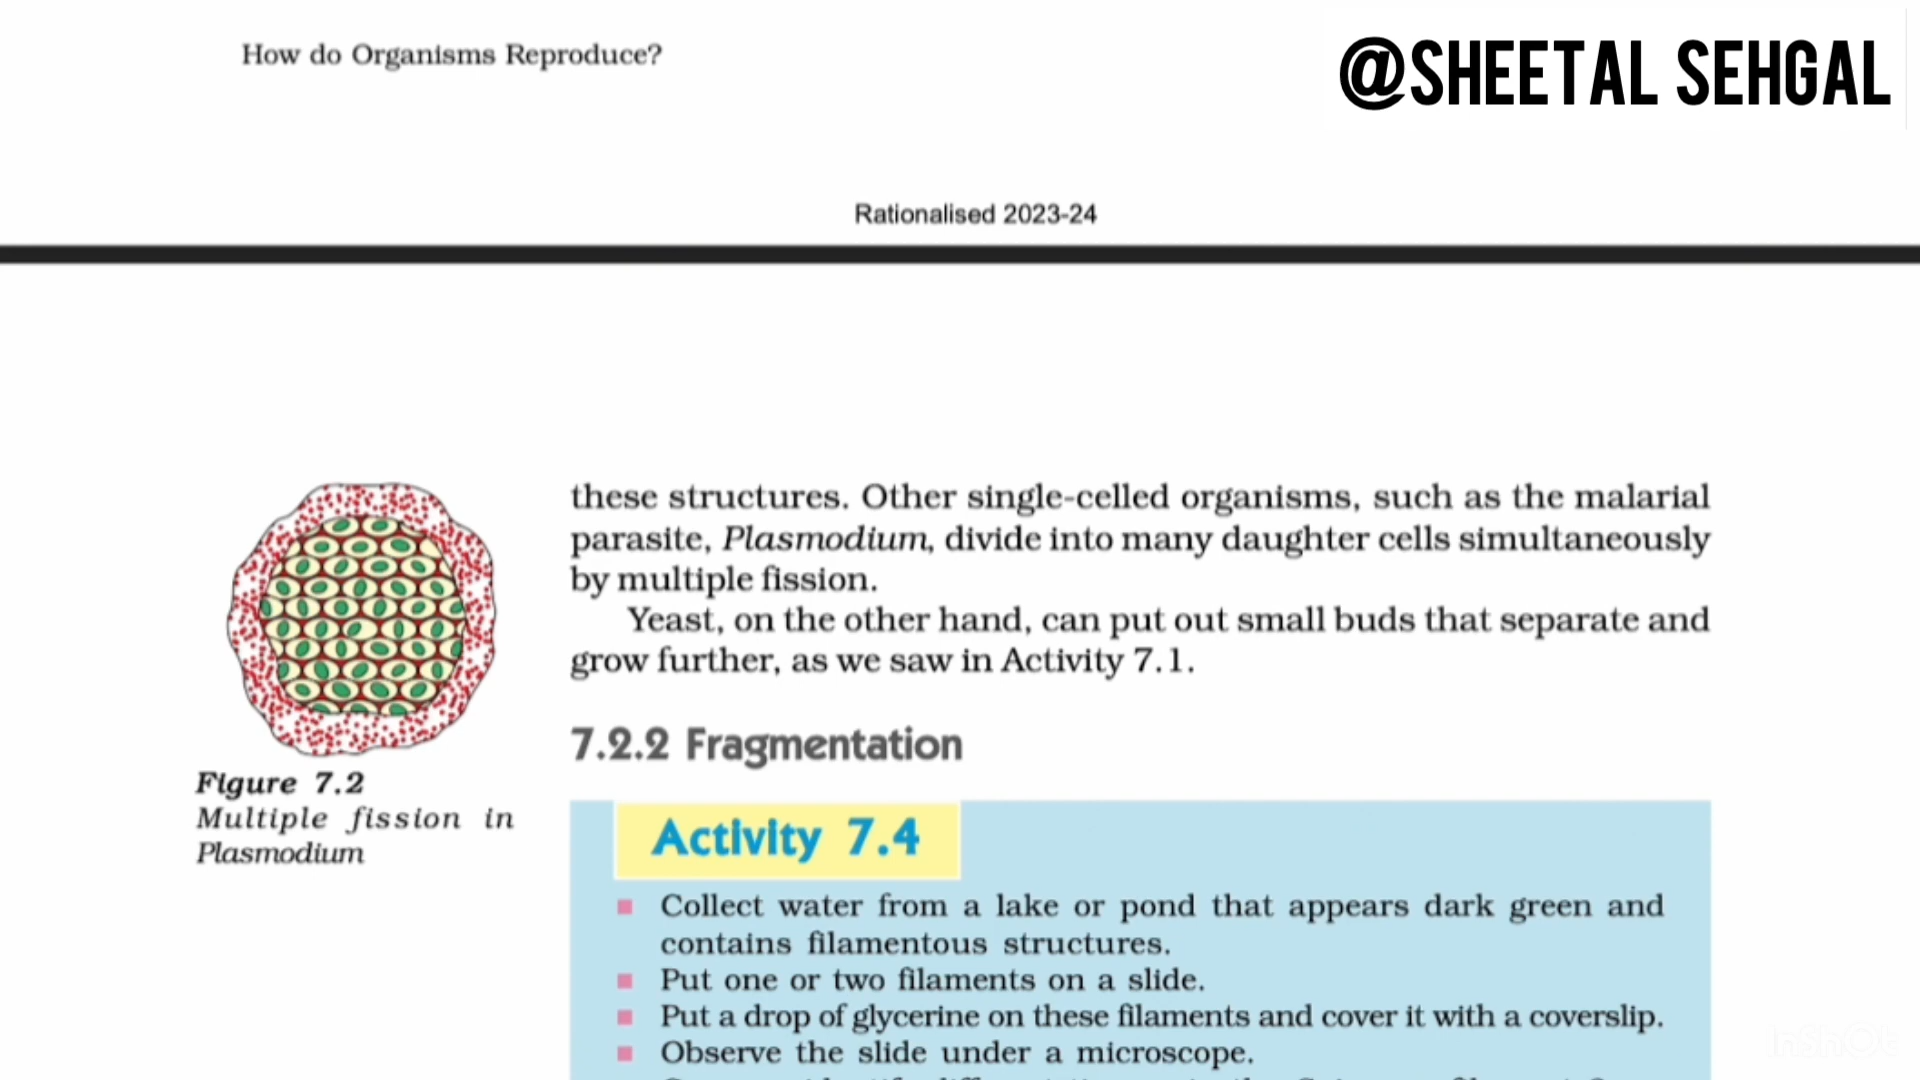 How do Organisms Reproduce?
@SHEETAL SEHGAL
Rationalised 2023-24
these structures. Other single-celled organisms, such as the malarial
parasite, Plasmodium, divide into many daughter cells simultaneously
by multiple fission.
Yeast, on the other hand, can put out small buds that separate and
grow further, as we saw in Activity 7.1.
Figure 7.2
Multiple fission in
Plasmodium
7.2.2 Fragmentation
Activity 7.4
Collect water from a lake or pond that appears dark green and
contains filamentous structures.
Put one or two filaments on a slide.
Put a drop of glycerine on these filaments and cover it with a coverslip.
Observe the slide under a microscope.
InShOt